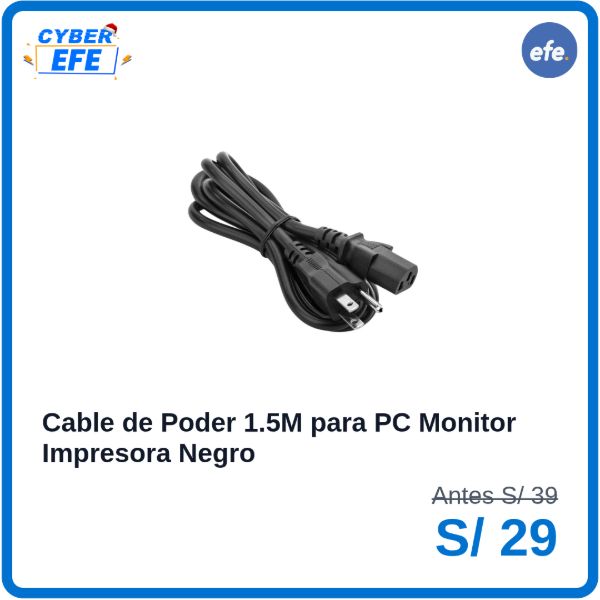 CYBER
EFE
efe.
Cable de Poder 1.5M para PC Monitor
Impresora Negro
Antes S/ 39
S/ 29